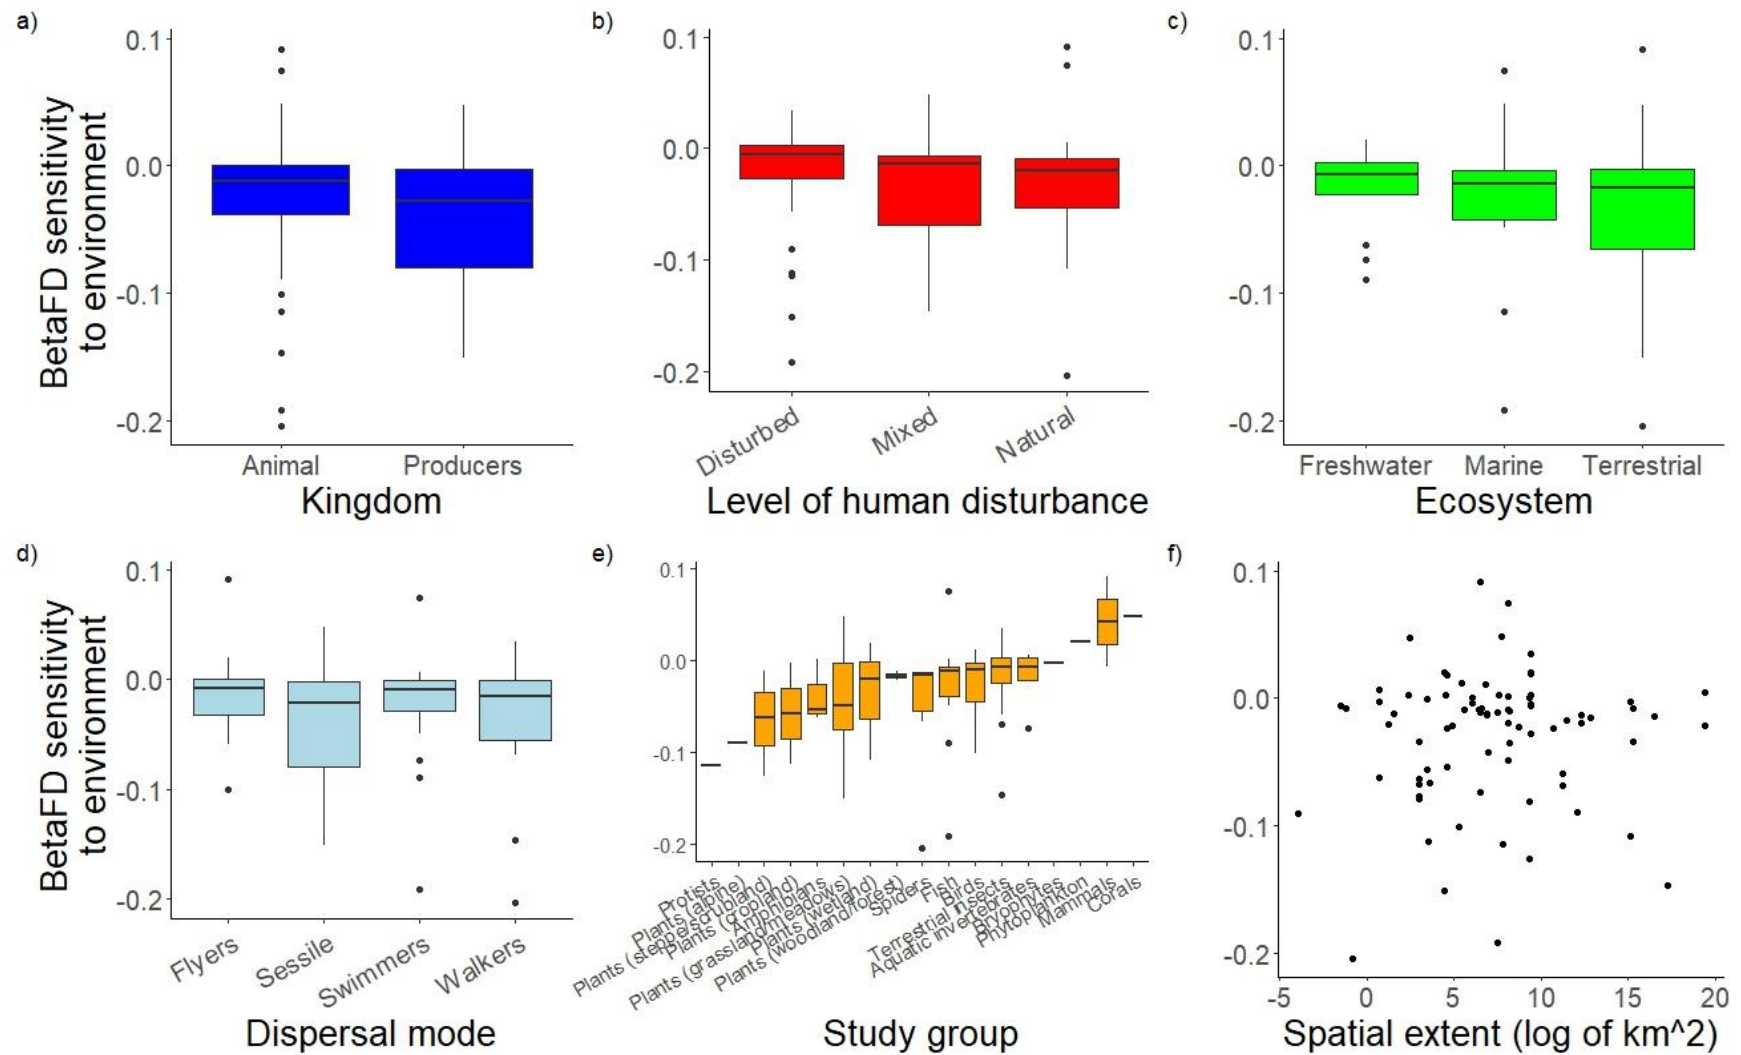 a)
0.1
0.0
-0.1
-0.2
BetaFD sensitivity
to environment
Animal
Producers
Kingdom
b)
0.1
0.0
-0.1
-0.2
Disturbed
Mixed
Natural
Level of human disturbance
c)
0.1
0.0
-0.1
-0.2
Freshwater
Marine
Terrestrial
Ecosystem
d)
0.1
0.0
-0.1
-0.2
BetaFD sensitivity
to environment
Flyers
Sessile
Swimmers
Walkers
Dispersal mode
e)
0.1
0.0
-0.1
-0.2
Protists
Plants (alpine)
Plants (steppe/scrubland)
Plants (cropland)
Amphibians
Plants (grassland/meadows)
Plants (wetland)
Plants (woodland/forest)
Spiders
Fish
Birds
Terrestrial insects
Aquatic invertebrates
Bryophytes
Phytoplankton
Mammals
Corals
Study group
f)
0.1
0.0
-0.1
-0.2
-5
0
5
10
15
20
Spatial extent (log of km^2)